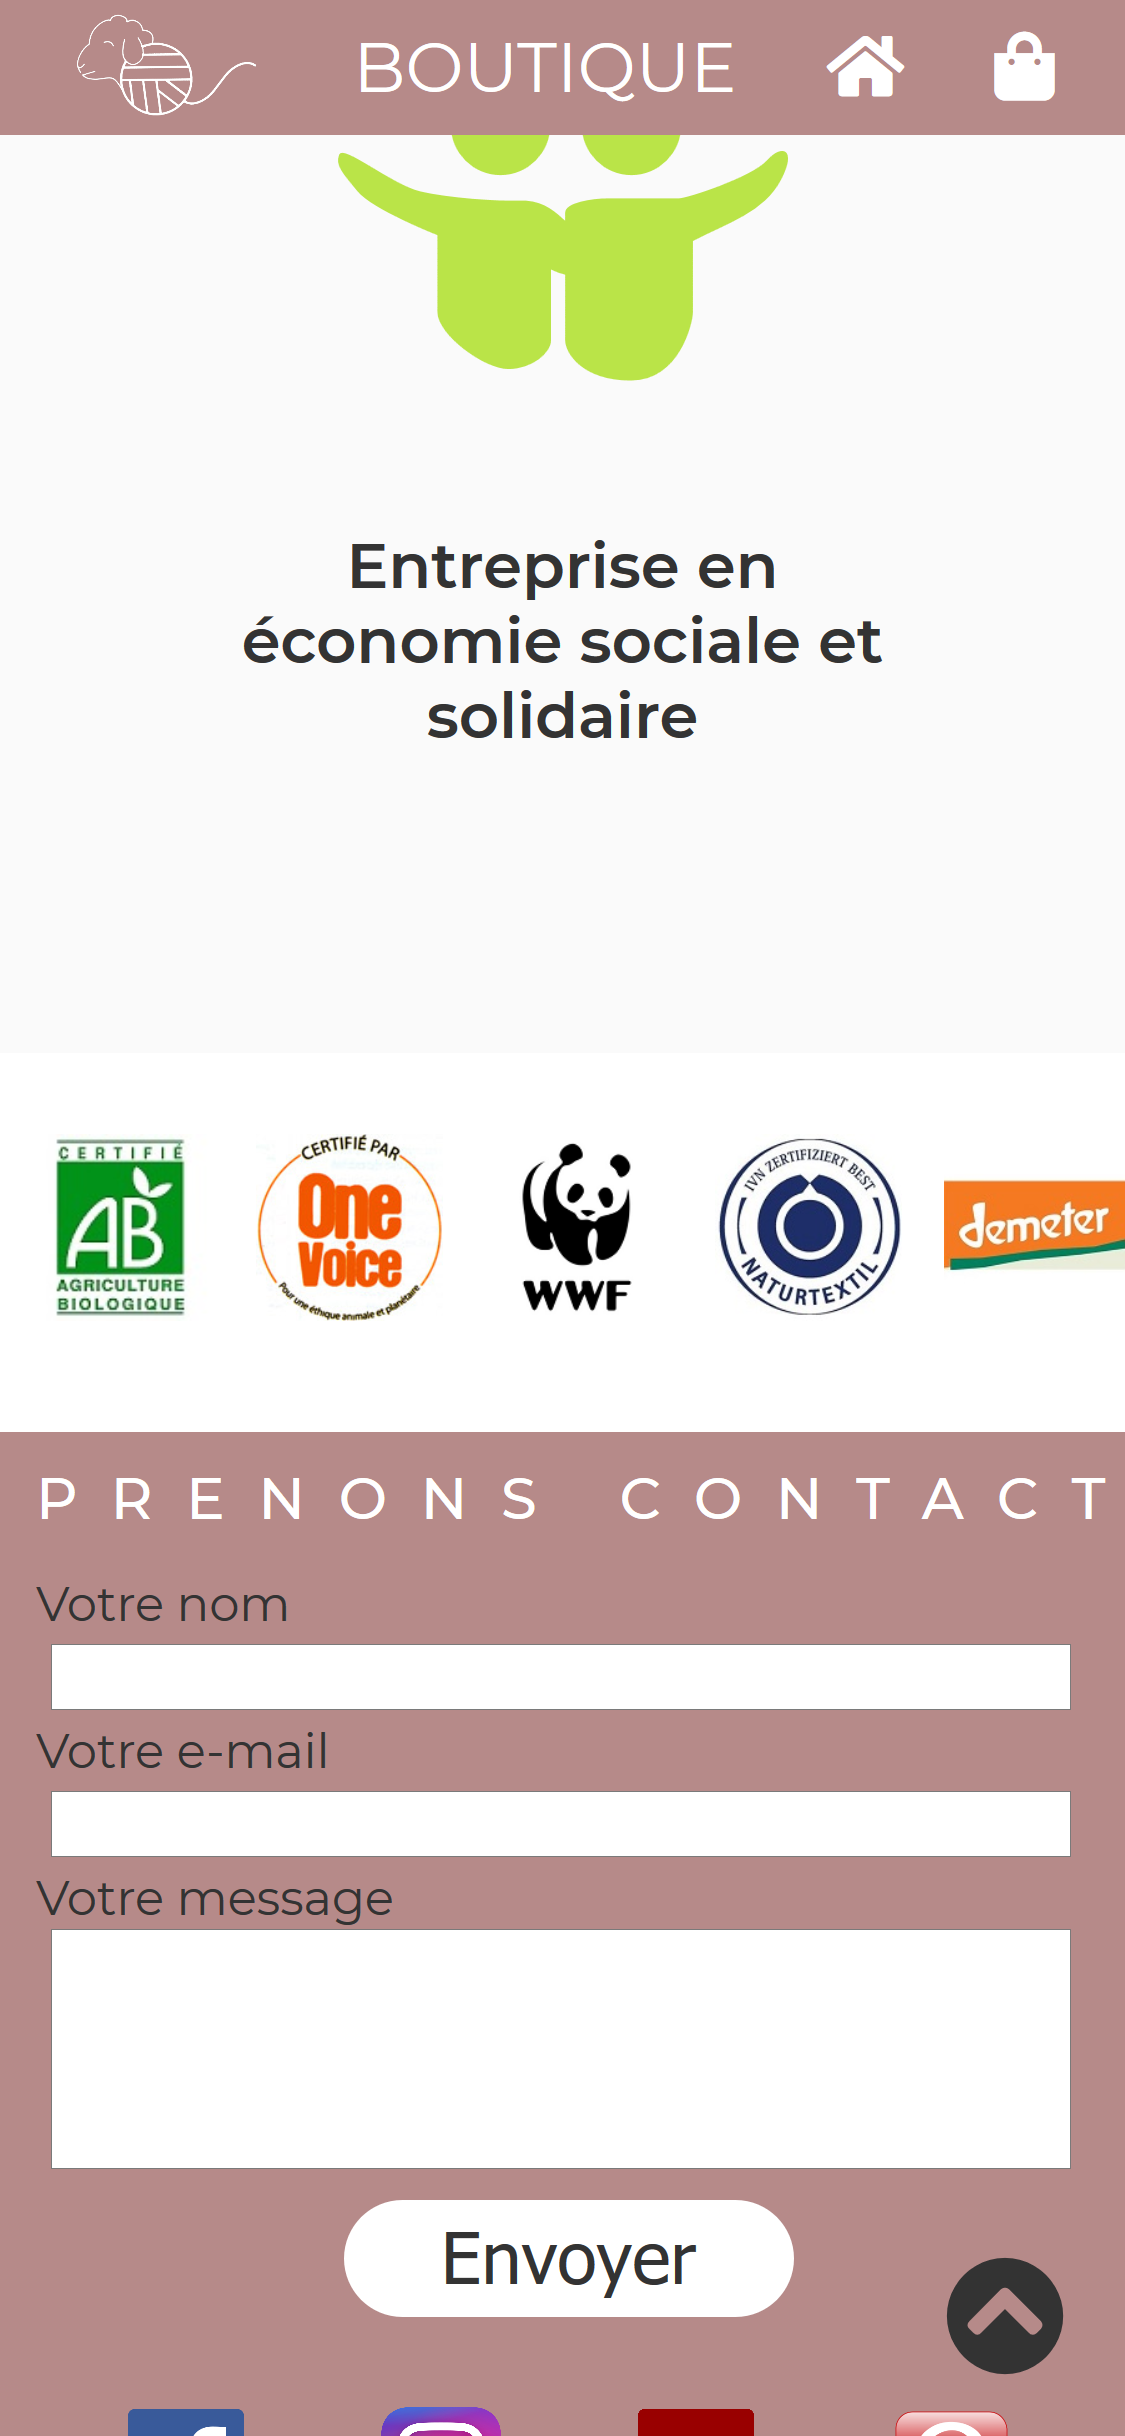 BOUTIQUE
Entreprise en
économie sociale et
solidaire
CERTIFIÉ
AB
AGRICULTURE
BIOLOGIQUE
CERTIFIÉ PAR
One
Voice
Pour une éthique animale et planétaire
WWF
IVN ZERTIFIZIERT BEST
NATURTEXTIL
demeter
PRENONS CONTACT
Votre nom
Votre e-mail
Votre message
Envoyer